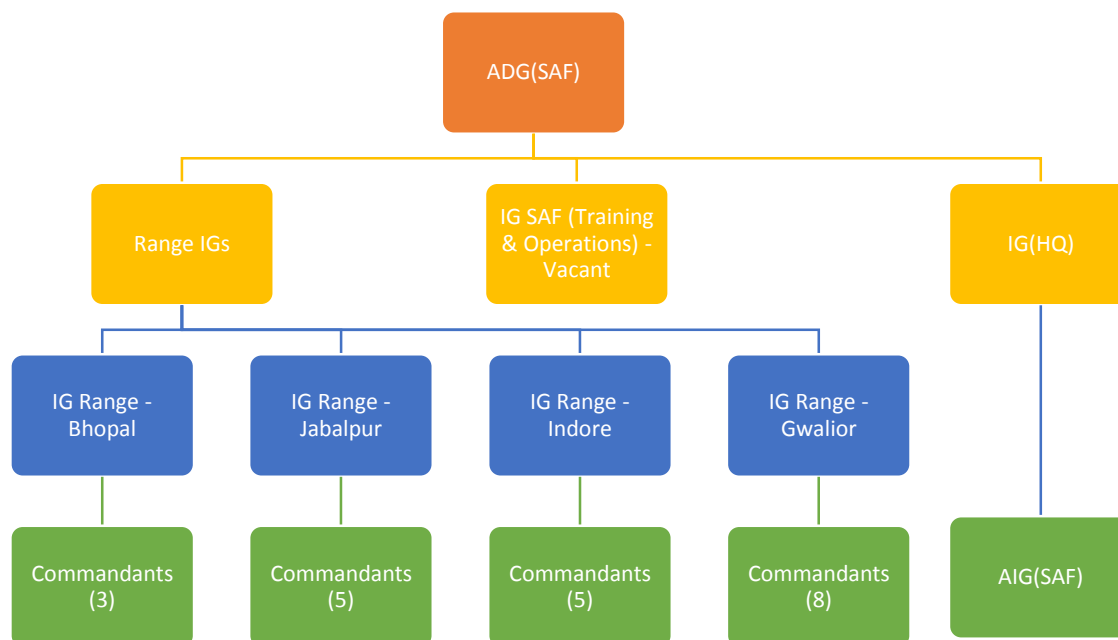 ADG(SAF)
Range IGs
IG SAF (Training
& Operations) -
Vacant
IG(HQ)
IG Range -
Bhopal
IG Range -
Jabalpur
IG Range -
Indore
IG Range -
Gwalior
Commandants
(3)
Commandants
(5)
Commandants
(5)
Commandants
(8)
AIG(SAF)